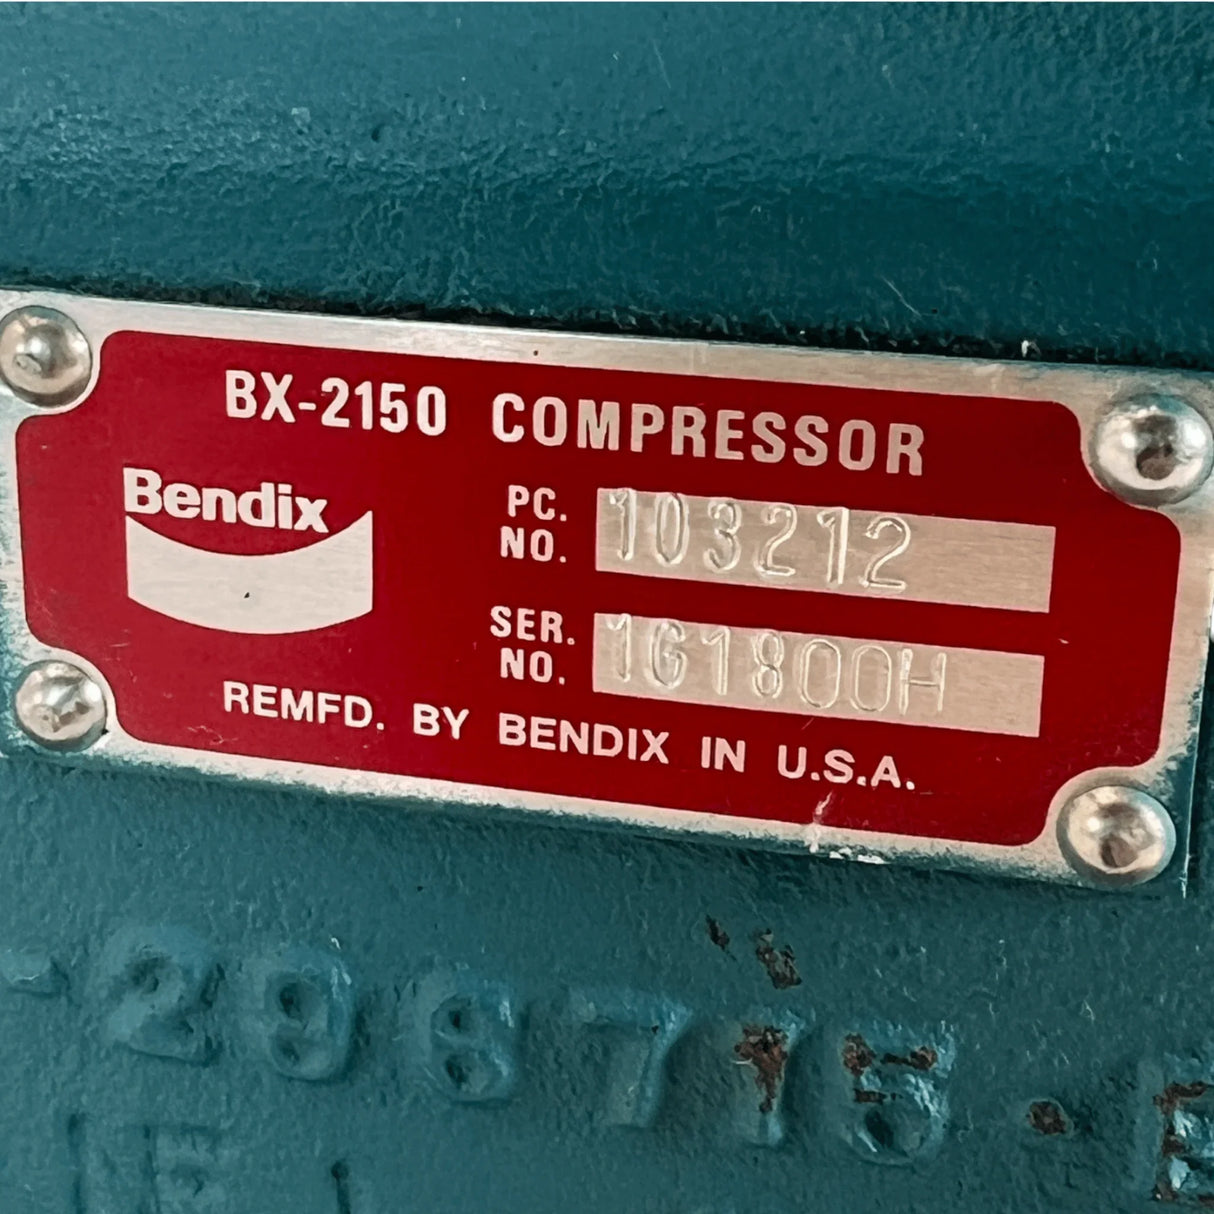 BX-2150 COMPRESSOR
Bendix
PC. NO. 103212
SER. NO. 1G1800H
REMFD. BY BENDIX IN U.S.A.